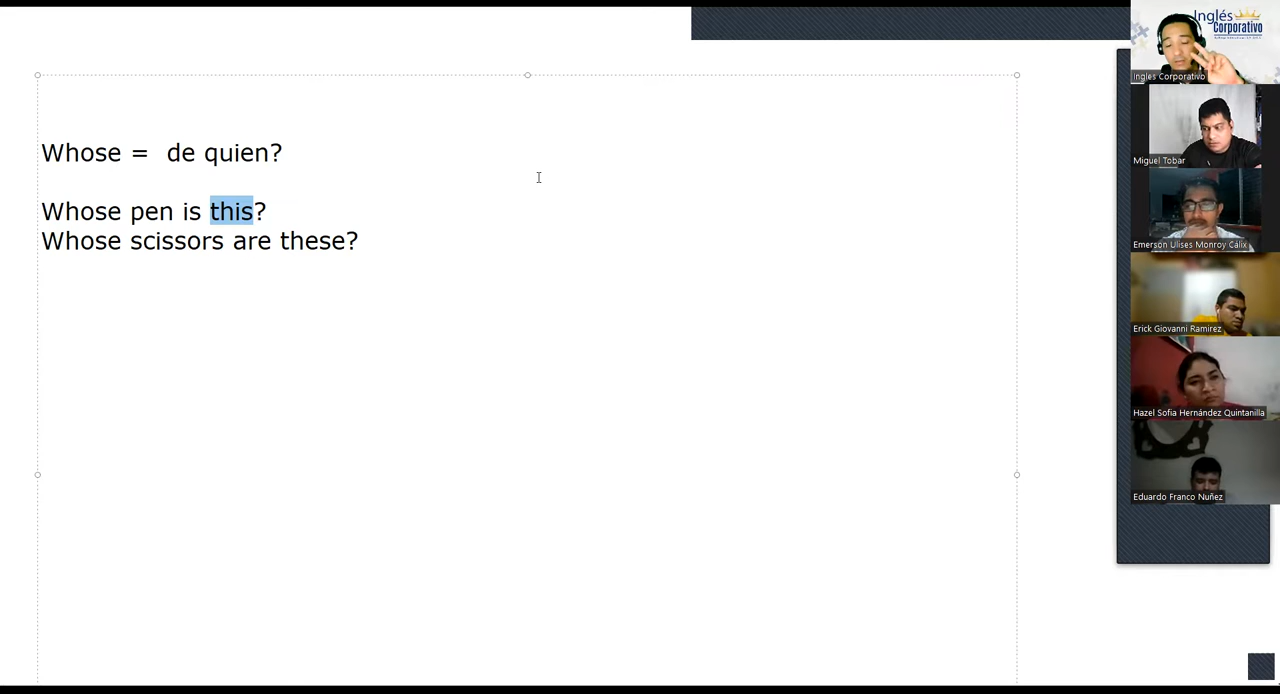 Whose =  de quien?
Whose pen is this?
Whose scissors are these?
Inglés
Corporativo
Ingles Corporativo
Miguel Tobar
Emerson Ulises Monroy Cálix
Erick Giovanni Ramirez
Hazel Sofia Hernández Quintanilla
Eduardo Franco Nuñez